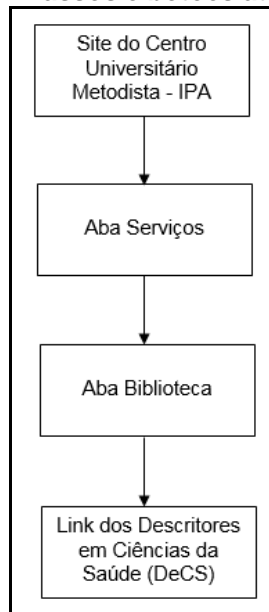 Site do Centro
Universitário
Metodista - IPA
Aba Serviços
Aba Biblioteca
Link dos Descritores
em Ciências da
Saúde (DeCS)